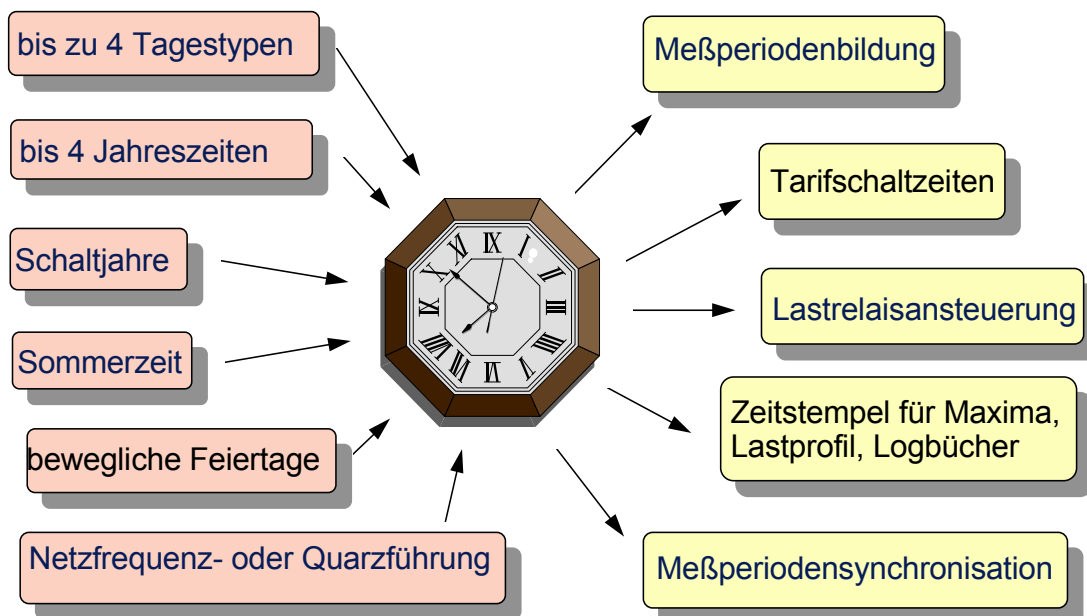 bis zu 4 Tagestypen
bis 4 Jahreszeiten
Schaltjahre
Sommerzeit
bewegliche Feiertage
Netzfrequenz- oder Quarzführung
Meßperiodenbildung
Tarifschaltzeiten
Lastrelaisansteuerung
Zeitstempel für Maxima,
Lastprofil, Logbücher
Meßperiodensynchronisation